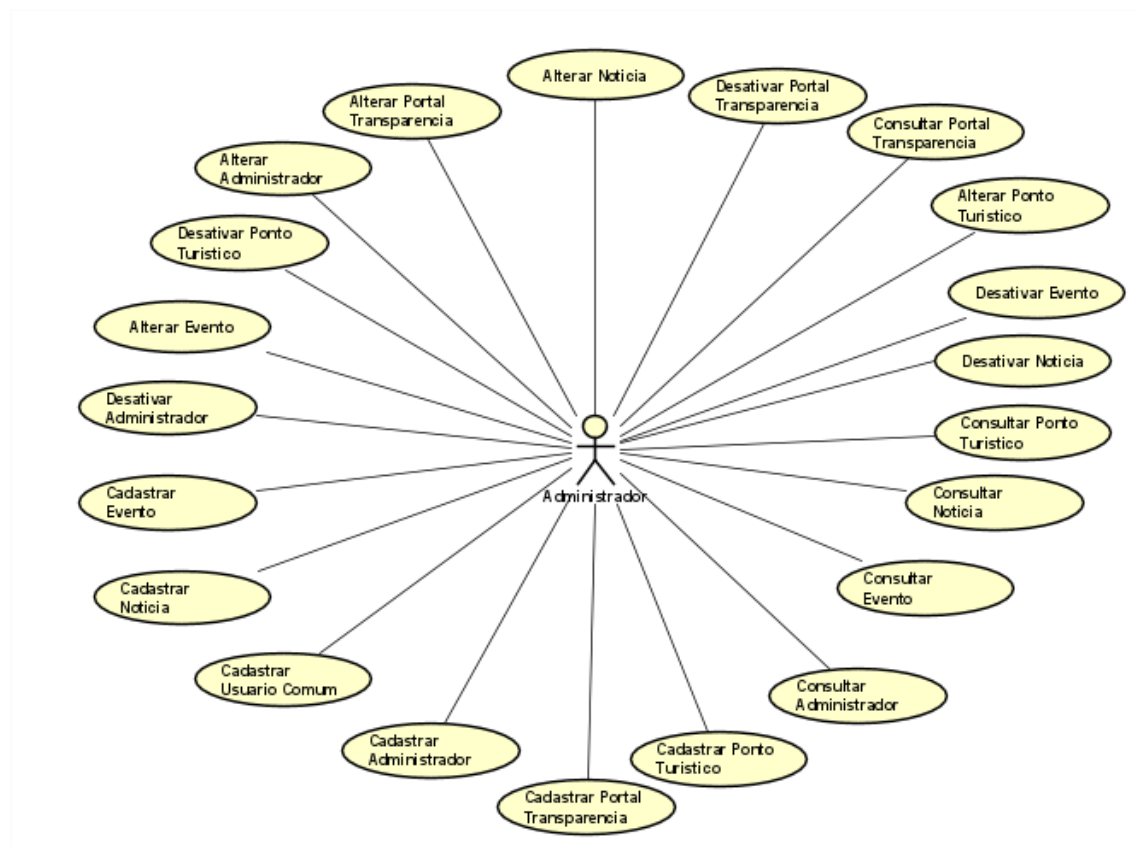 Alterar Noticia
Desativar Portal
Transparencia
Alterar Portal
Transparencia
Consultar Portal
Transparencia
Alterar
Administrador
Alterar Ponto
Turistico
Desativar Ponto
Turistico
Desativar Evento
Alterar Evento
Desativar Noticia
Desativar
Administrador
Consultar Ponto
Turistico
Administrador
Cadastrar
Evento
Consultar
Noticia
Consultar
Evento
Cadastrar
Noticia
Cadastrar
Usuario Comum
Consultar
Administrador
Cadastrar
Administrador
Cadastrar Ponto
Turistico
Cadastrar Portal
Transparencia